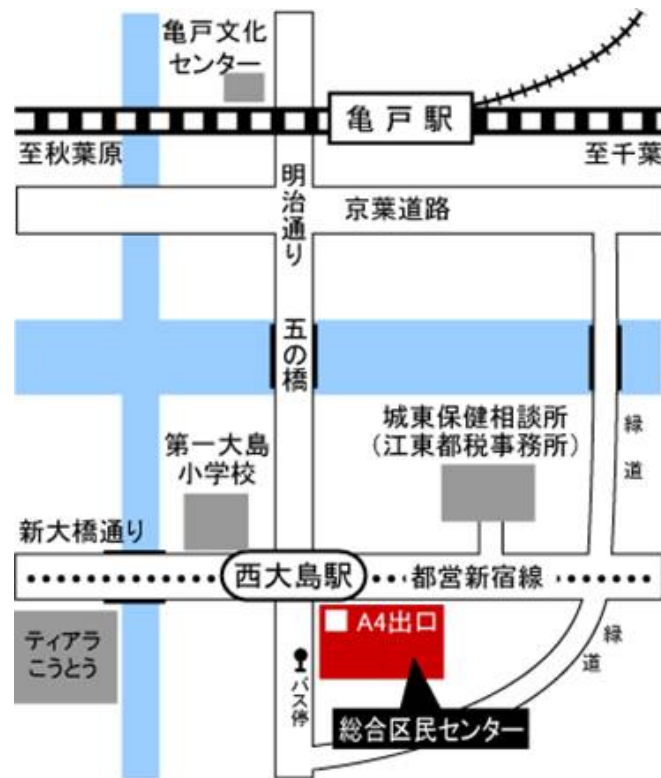 亀戸文化
センター
亀戸駅
至秋葉原
至千葉
明治通り
京葉道路
五の橋
城東保健相談所
(江東都税事務所)
緑道
第一大島
小学校
新大橋通り
西大島駅
都営新宿線
A4出口
ティアラ
こうとう
バス停
緑道
総合区民センター